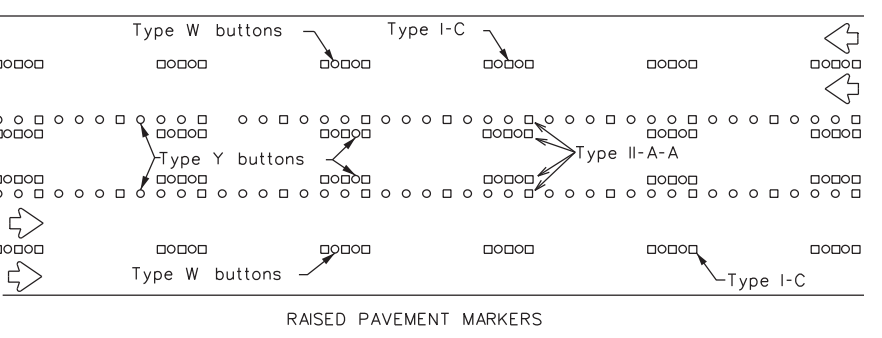 Type W buttons
Type I-C
Type Y buttons
Type II-A-A
Type W buttons
Type I-C
RAISED PAVEMENT MARKERS